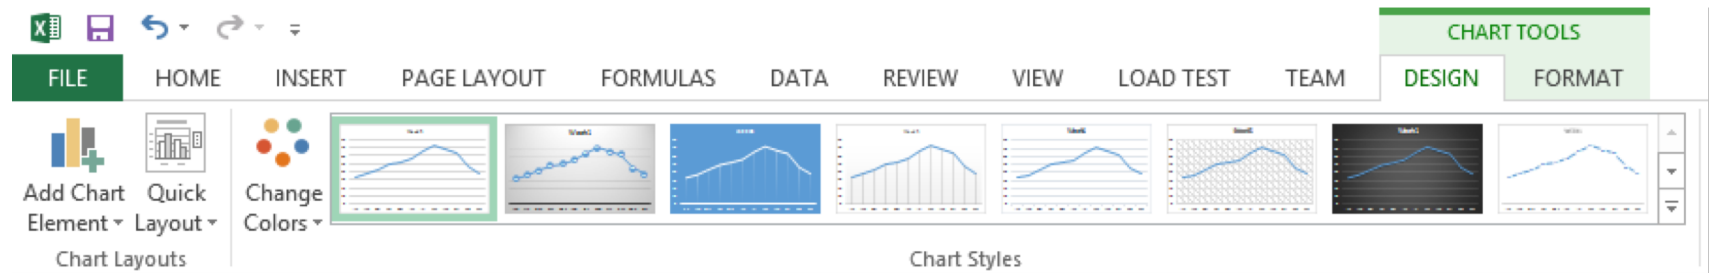 CHART TOOLS
FILE HOME INSERT PAGE LAYOUT FORMULAS DATA REVIEW VIEW LOAD TEST TEAM DESIGN FORMAT
Add Chart Quick Change
Element Layout Colors
Chart Layouts Chart Styles